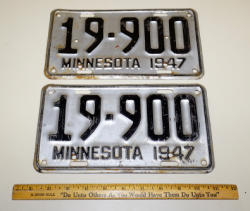 19·900
MINNESOTA 1947
19·900
MINNESOTA 1947
"Do Unto Others As You Would Have Them Do Unto You"